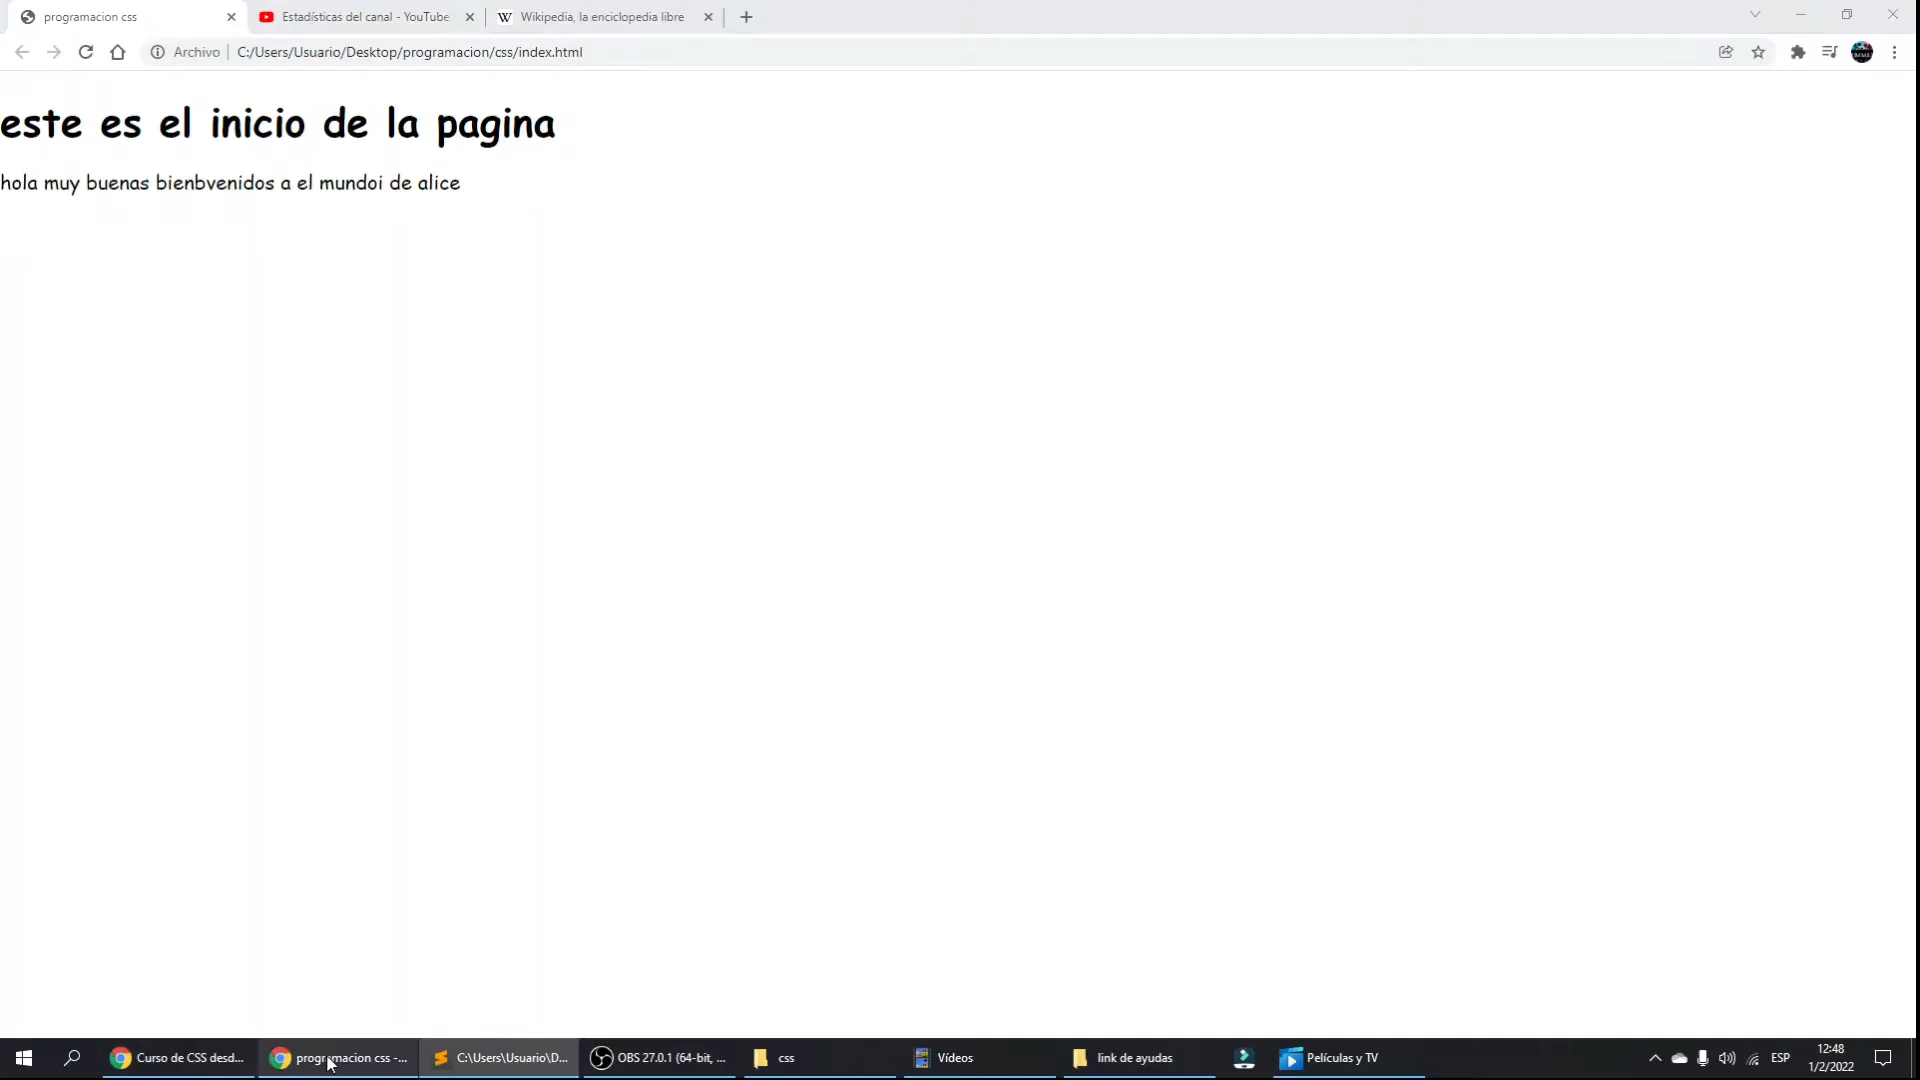 programacion css
Estadísticas del canal - YouTube
W Wikipedia, la enciclopedia libre
Archivo
C:/Users/Usuario/Desktop/programacion/css/index.html
este es el inicio de la pagina
hola muy buenas bienbvenidos a el mundoi de alice
Curso de CSS desd...
programacion css -...
C:\Users\Usuario\D...
OBS 27.0.1 (64-bit, ...
css
Vídeos
link de ayudas
Películas y TV
ESP
12:48
1/2/2022